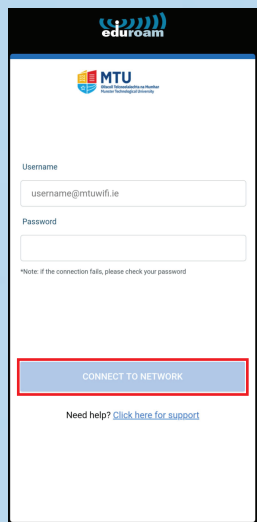 eduroam
MTU
Ollscoil Teicneolaíochta na Mumhan
Munster Technological University
Username
username@mtuwifi.ie
Password
*Note: if the connection fails, please check your password
CONNECT TO NETWORK
Need help? Click here for support